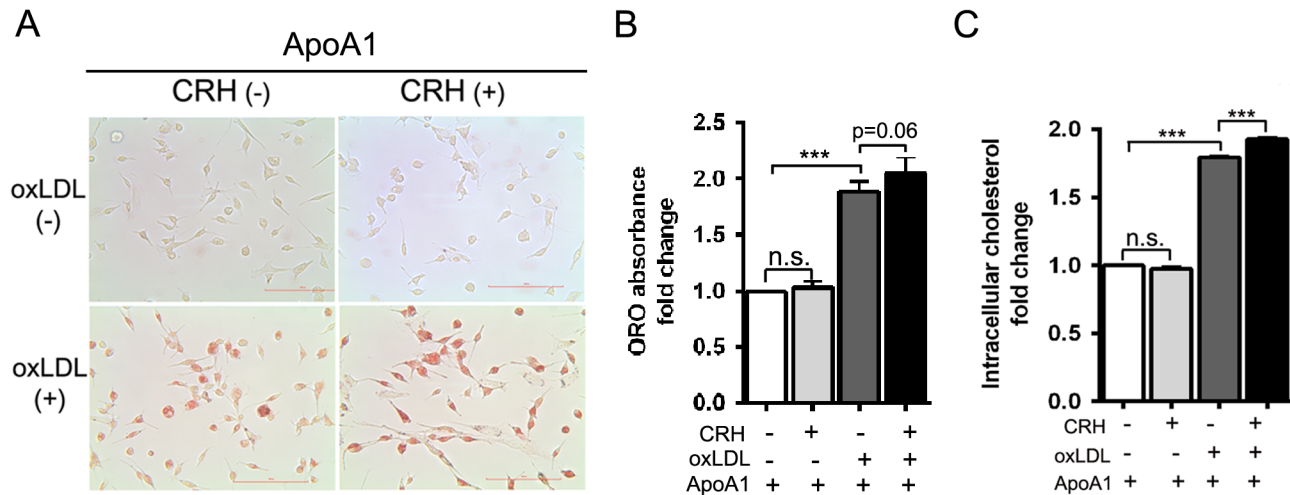 A
ApoA1
CRH (-)
CRH (+)
oxLDL
(-)
oxLDL
(+)
B
ORO absorbance
fold change
2.5
2.0
1.5
1.0
0.5
0.0
n.s.
***
p=0.06
CRH - + - +
oxLDL - - + +
ApoA1 + + + +
C
Intracellular cholesterol
fold change
2.0
1.5
1.0
0.5
0.0
n.s.
***
***
CRH - + - +
oxLDL - - + +
ApoA1 + + + +